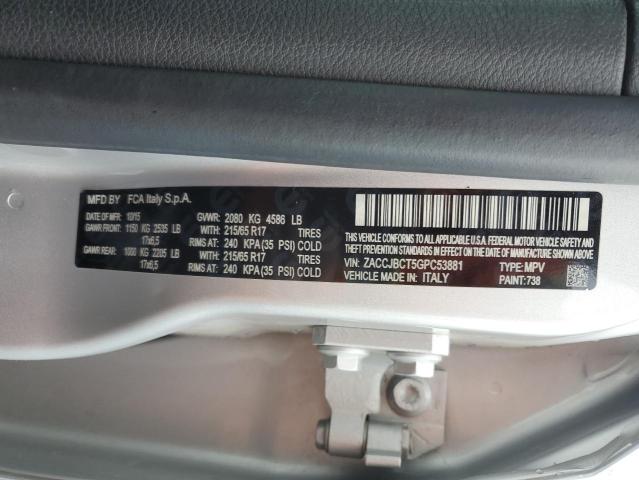 MFD BY FCA Italy S.p.A.
DATE OF MFG 10/15 GVWR: 2080 KG 4586 LB
GAWR FRONT: 1150 KG 2535 LB WITH 215/65 R17 TIRES
17x6,5 RIMS AT 240 KPA(35 PSI) COLD
GAWR REAR: 1000 KG 2205 LB WITH 215/65 R17 TIRES
17x6,5 RIMS AT 240 KPA(35 PSI) COLD
THIS VEHICLE CONFORMS TO ALL APPLICABLE U.S.A. FEDERAL MOTOR VEHICLE, SAFETY,
BUMPER AND THEFT PREVENTION STANDARDS IN EFFECT ON THE DATE OF MANUFACTURE SHOWN ABOVE
VIN: ZACCJBCT5GPC53881 TYPE: MPV
VEHICLE MADE IN: ITALY PAINT: 738